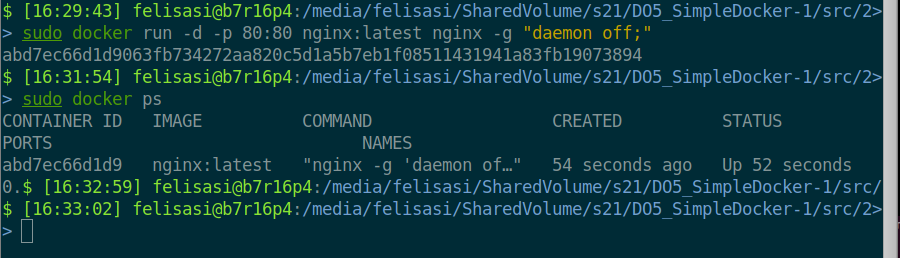 $ [16:29:43] felisasi@b7r16p4:/media/felisasi/SharedVolume/s21/DO5_SimpleDocker-1/src/2>
> sudo docker run -d -p 80:80 nginx:latest nginx -g "daemon off;"
abd7ec66d1d9063fb734272aa820c5d1a5b7eb1f08511431941a83fb19073894
$ [16:31:54] felisasi@b7r16p4:/media/felisasi/SharedVolume/s21/DO5_SimpleDocker-1/src/2>
> sudo docker ps
CONTAINER ID   IMAGE          COMMAND                  CREATED          STATUS
PORTS                               NAMES
abd7ec66d1d9   nginx:latest   "nginx -g 'daemon of…"   54 seconds ago   Up 52 seconds
0.$ [16:32:59] felisasi@b7r16p4:/media/felisasi/SharedVolume/s21/DO5_SimpleDocker-1/src/
$ [16:33:02] felisasi@b7r16p4:/media/felisasi/SharedVolume/s21/DO5_SimpleDocker-1/src/2>
>